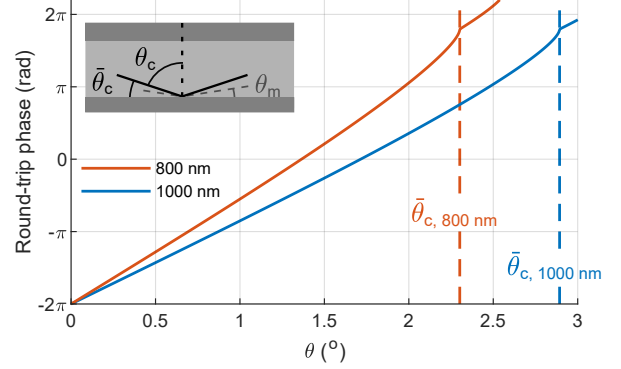 Round-trip phase (rad)
2π
π
0
-π
-2π
θ̄c
θc
θm
800 nm
1000 nm
θ̄c, 800 nm
θ̄c, 1000 nm
0 0.5 1 1.5 2 2.5 3
θ (°)